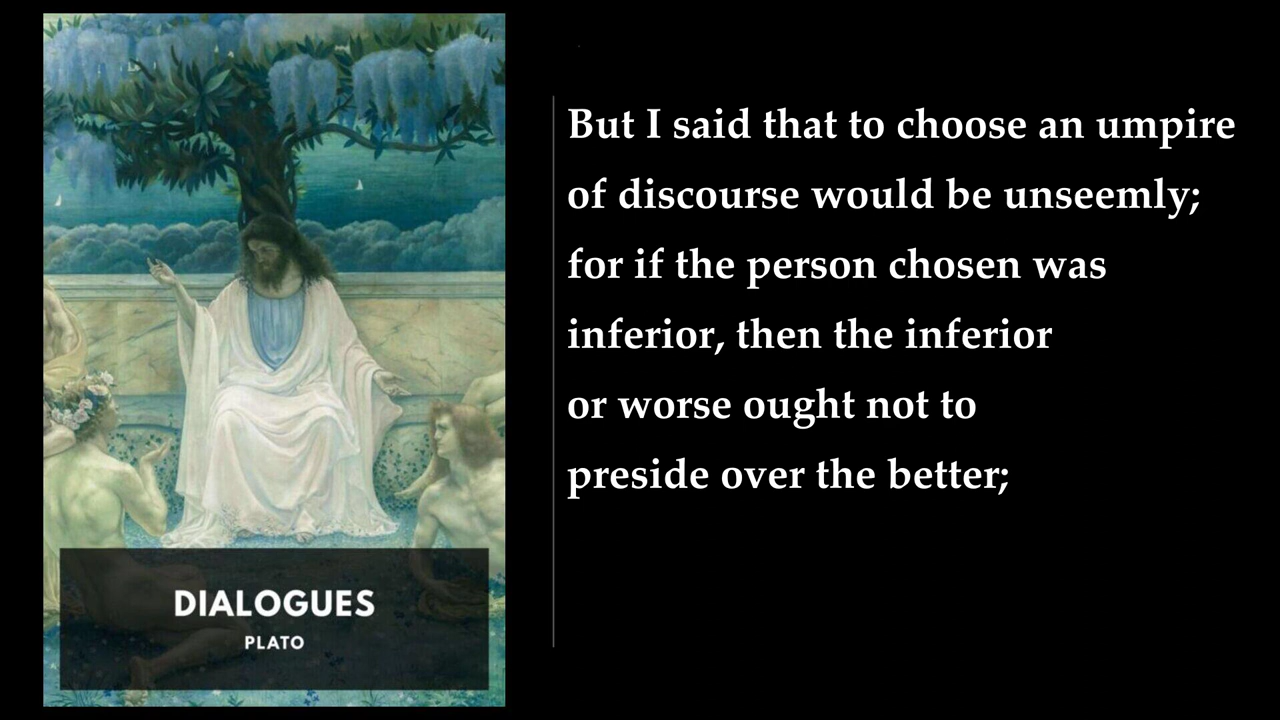 But I said that to choose an umpire
of discourse would be unseemly;
for if the person chosen was
inferior, then the inferior
or worse ought not to
preside over the better;
DIALOGUES
PLATO